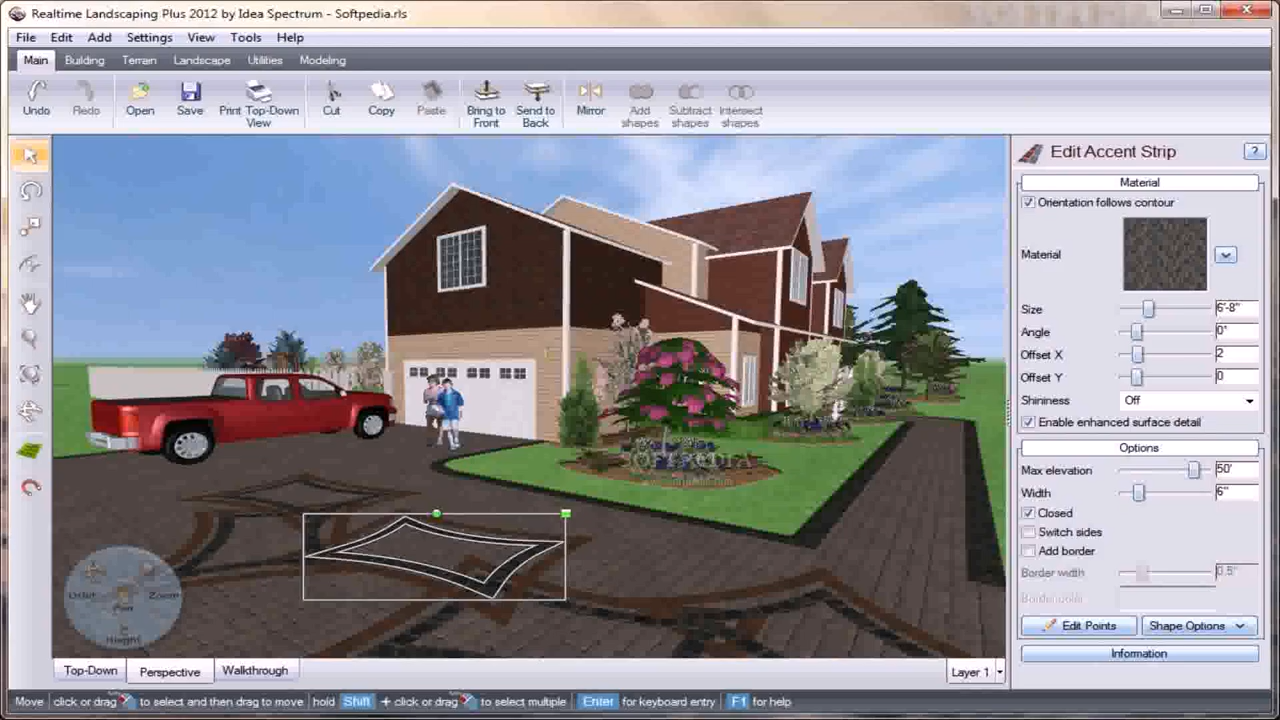 Realtime Landscaping Plus 2012 by Idea Spectrum - Softpedia.rls
File Edit Add Settings View Tools Help
Main Building Terrain Landscape Utilities Modeling
Undo Redo Open Save Print Top-Down View Cut Copy Paste Bring to Front Send to Back Mirror Add shapes Subtract shapes Intersect shapes
Edit Accent Strip ?
Material
Orientation follows contour
Material
Size 6'-8"
Angle 0°
Offset X 2
Offset Y 0
Shininess Off
Enable enhanced surface detail
SOFTPEDIA
Options
Max elevation 50'
Width 6"
Closed
Switch sides
Add border
Border width 0.5"
Border color
Orbit Pan Zoom
Height
Edit Points Shape Options
Information
Top-Down Perspective Walkthrough Layer 1
Move click or drag to select and then drag to move hold Shift + click or drag to select multiple Enter for keyboard entry F1 for help